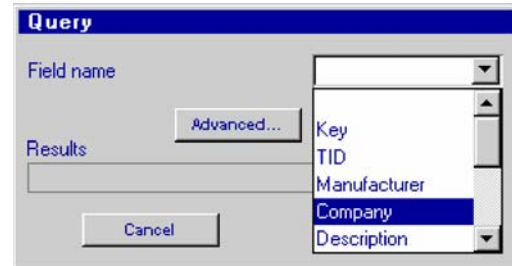 Query
Field name
Advanced...
Key
TID
Results
Manufacturer
Company
Cancel
Description